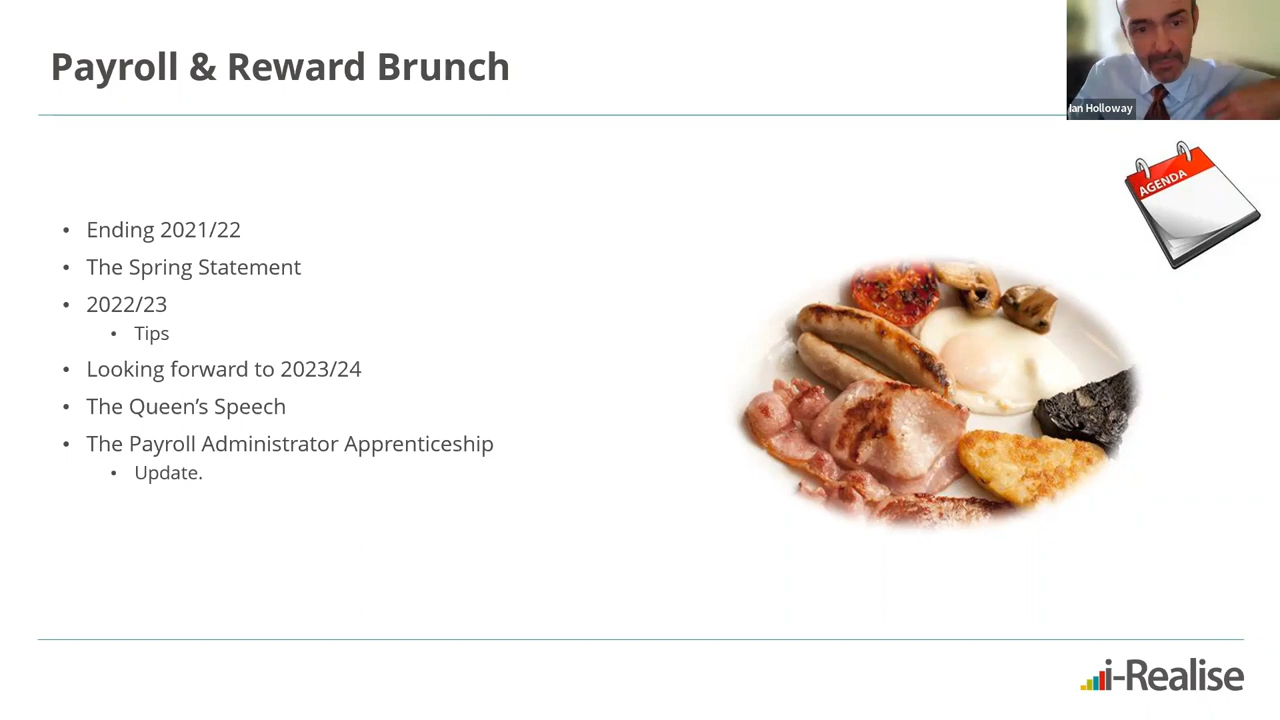 Payroll & Reward Brunch
Ian Holloway
AGENDA
• Ending 2021/22
• The Spring Statement
• 2022/23
• Tips
• Looking forward to 2023/24
• The Queen’s Speech
• The Payroll Administrator Apprenticeship
• Update.
i-Realise